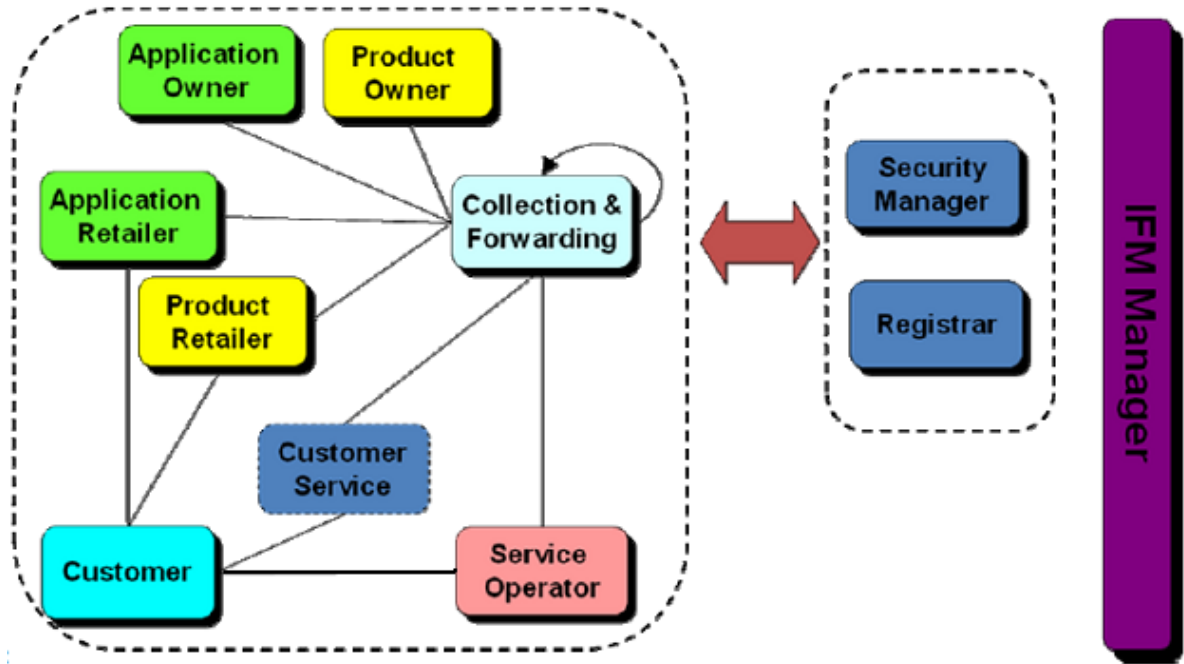 Application
Owner
Product
Owner
Application
Retailer
Collection &
Forwarding
Product
Retailer
Customer
Service
Customer
Service
Operator
Security
Manager
Registrar
IFM Manager